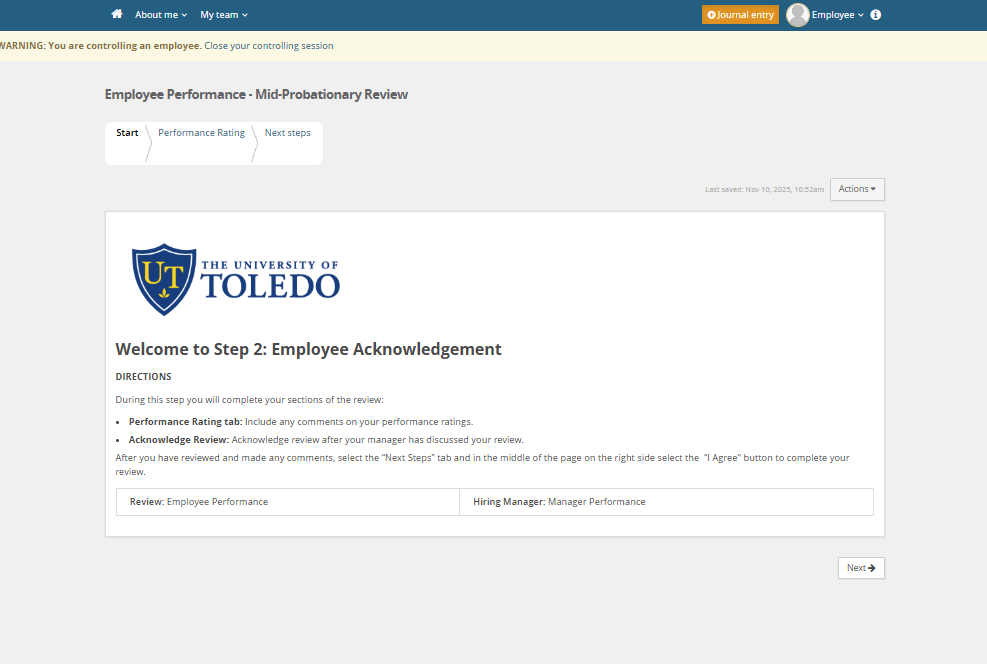 About me My team Journal entry Employee
WARNING: You are controlling an employee. Close your controlling session
Employee Performance - Mid-Probationary Review
Start Performance Rating Next steps
Last saved: Nov 10, 2025, 10:52am Actions
UT THE UNIVERSITY OF
TOLEDO
Welcome to Step 2: Employee Acknowledgement
DIRECTIONS
During this step you will complete your sections of the review:
• Performance Rating tab: Include any comments on your performance ratings.
• Acknowledge Review: Acknowledge review after your manager has discussed your review.
After you have reviewed and made any comments, select the "Next Steps" tab and in the middle of the page on the right side select the "I Agree" button to complete your
review.
Review: Employee Performance Hiring Manager: Manager Performance
Next